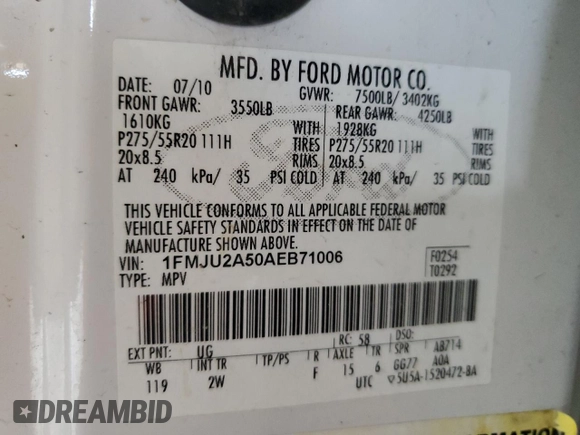 MFD. BY FORD MOTOR CO.
DATE: 07/10 GVWR: 7500LB/ 3402KG
FRONT GAWR: 3550LB REAR GAWR: 4250LB
1610KG WITH 1928KG WITH
P275/55R20 111H TIRES P275/55R20 111H TIRES
20x8.5 RIMS 20x8.5 RIMS
AT 240 kPa/ 35 PSI COLD AT 240 kPa/ 35 PSI COLD
THIS VEHICLE CONFORMS TO ALL APPLICABLE FEDERAL MOTOR
VEHICLE SAFETY STANDARDS IN EFFECT ON THE DATE OF
MANUFACTURE SHOWN ABOVE.
VIN: 1FMJU2A50AEB71006
TYPE: MPV
F0254
T0292
EXT PNT: UG RC: 58 DSO:
WB INT TR TP/PS R AXLE TR SPR AB714
119 2W F 15 6 GG77 AOA
UTC ▽5U5A-1520472-BA
DREAMBID